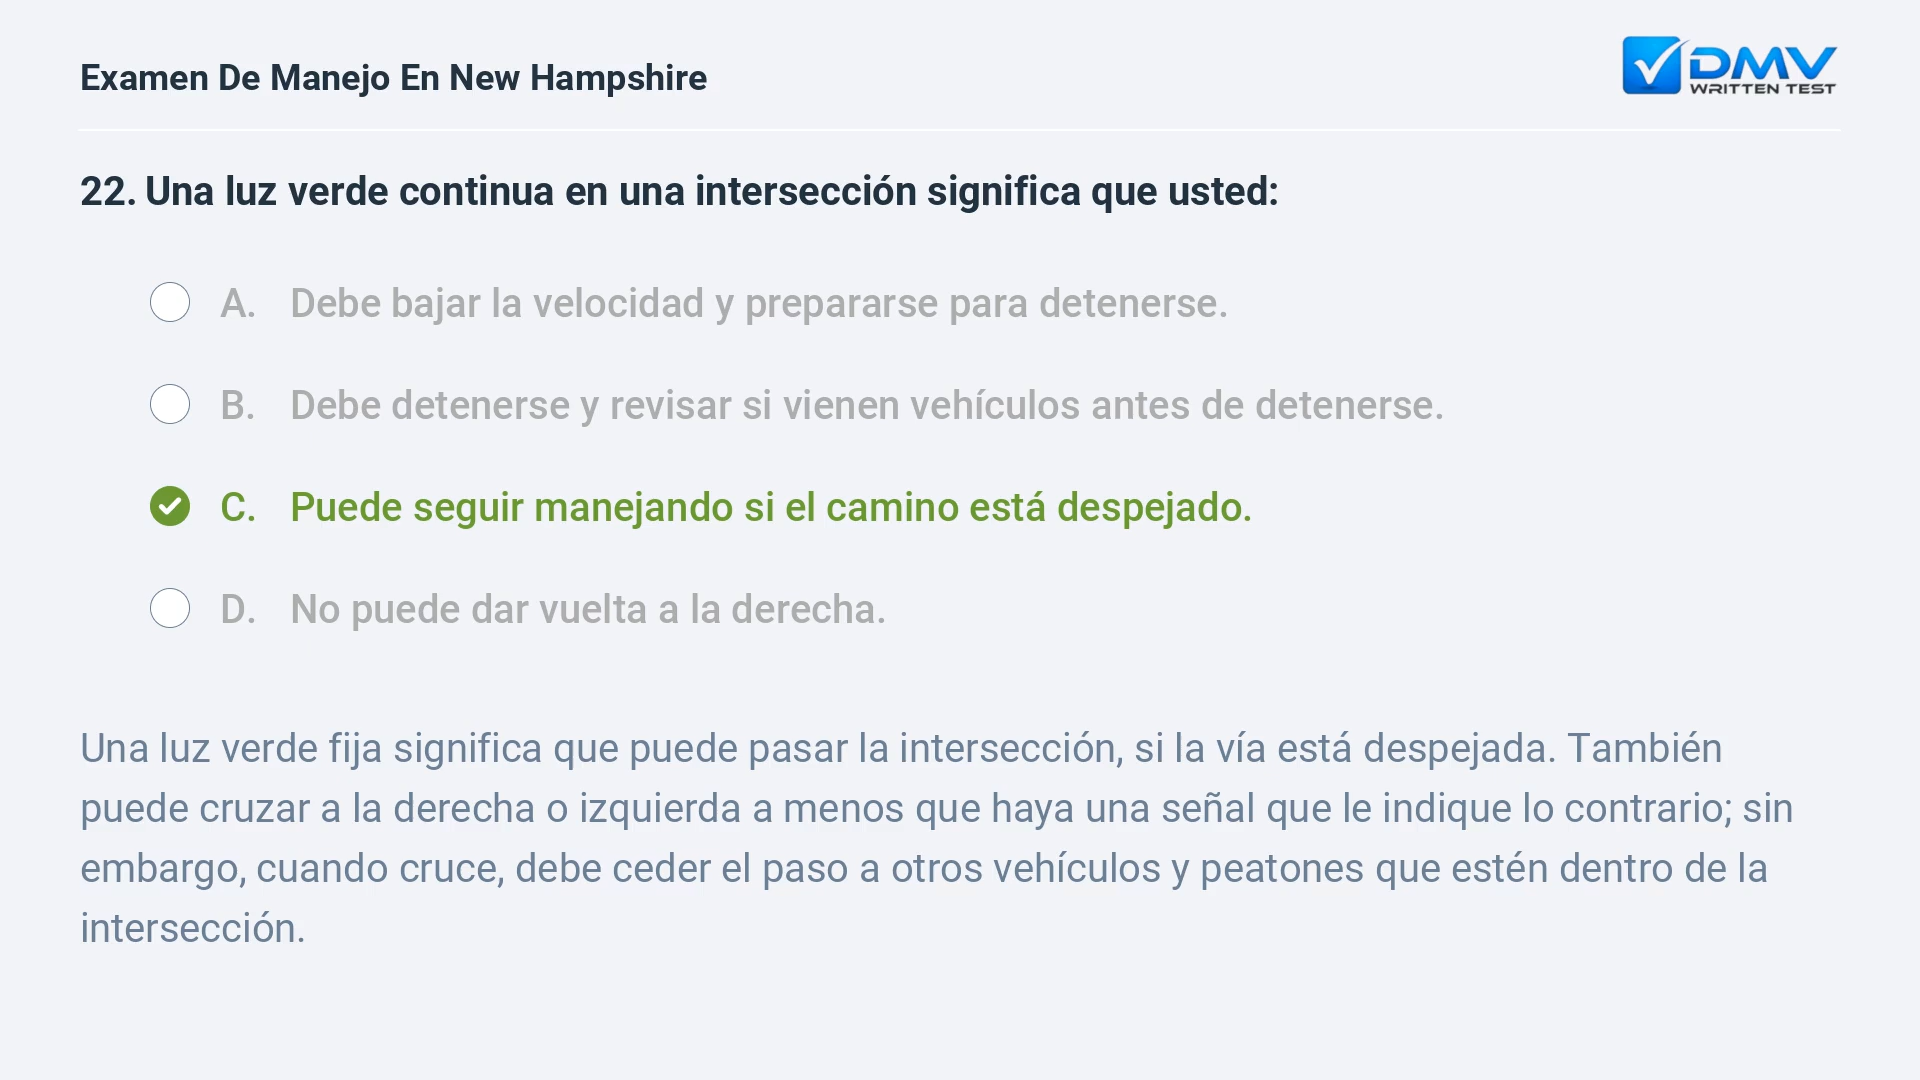 Examen De Manejo En New Hampshire
DMV
WRITTEN TEST
22. Una luz verde continua en una intersección significa que usted:
A. Debe bajar la velocidad y prepararse para detenerse.
B. Debe detenerse y revisar si vienen vehículos antes de detenerse.
C. Puede seguir manejando si el camino está despejado.
D. No puede dar vuelta a la derecha.
Una luz verde fija significa que puede pasar la intersección, si la vía está despejada. También
puede cruzar a la derecha o izquierda a menos que haya una señal que le indique lo contrario; sin
embargo, cuando cruce, debe ceder el paso a otros vehículos y peatones que estén dentro de la
intersección.